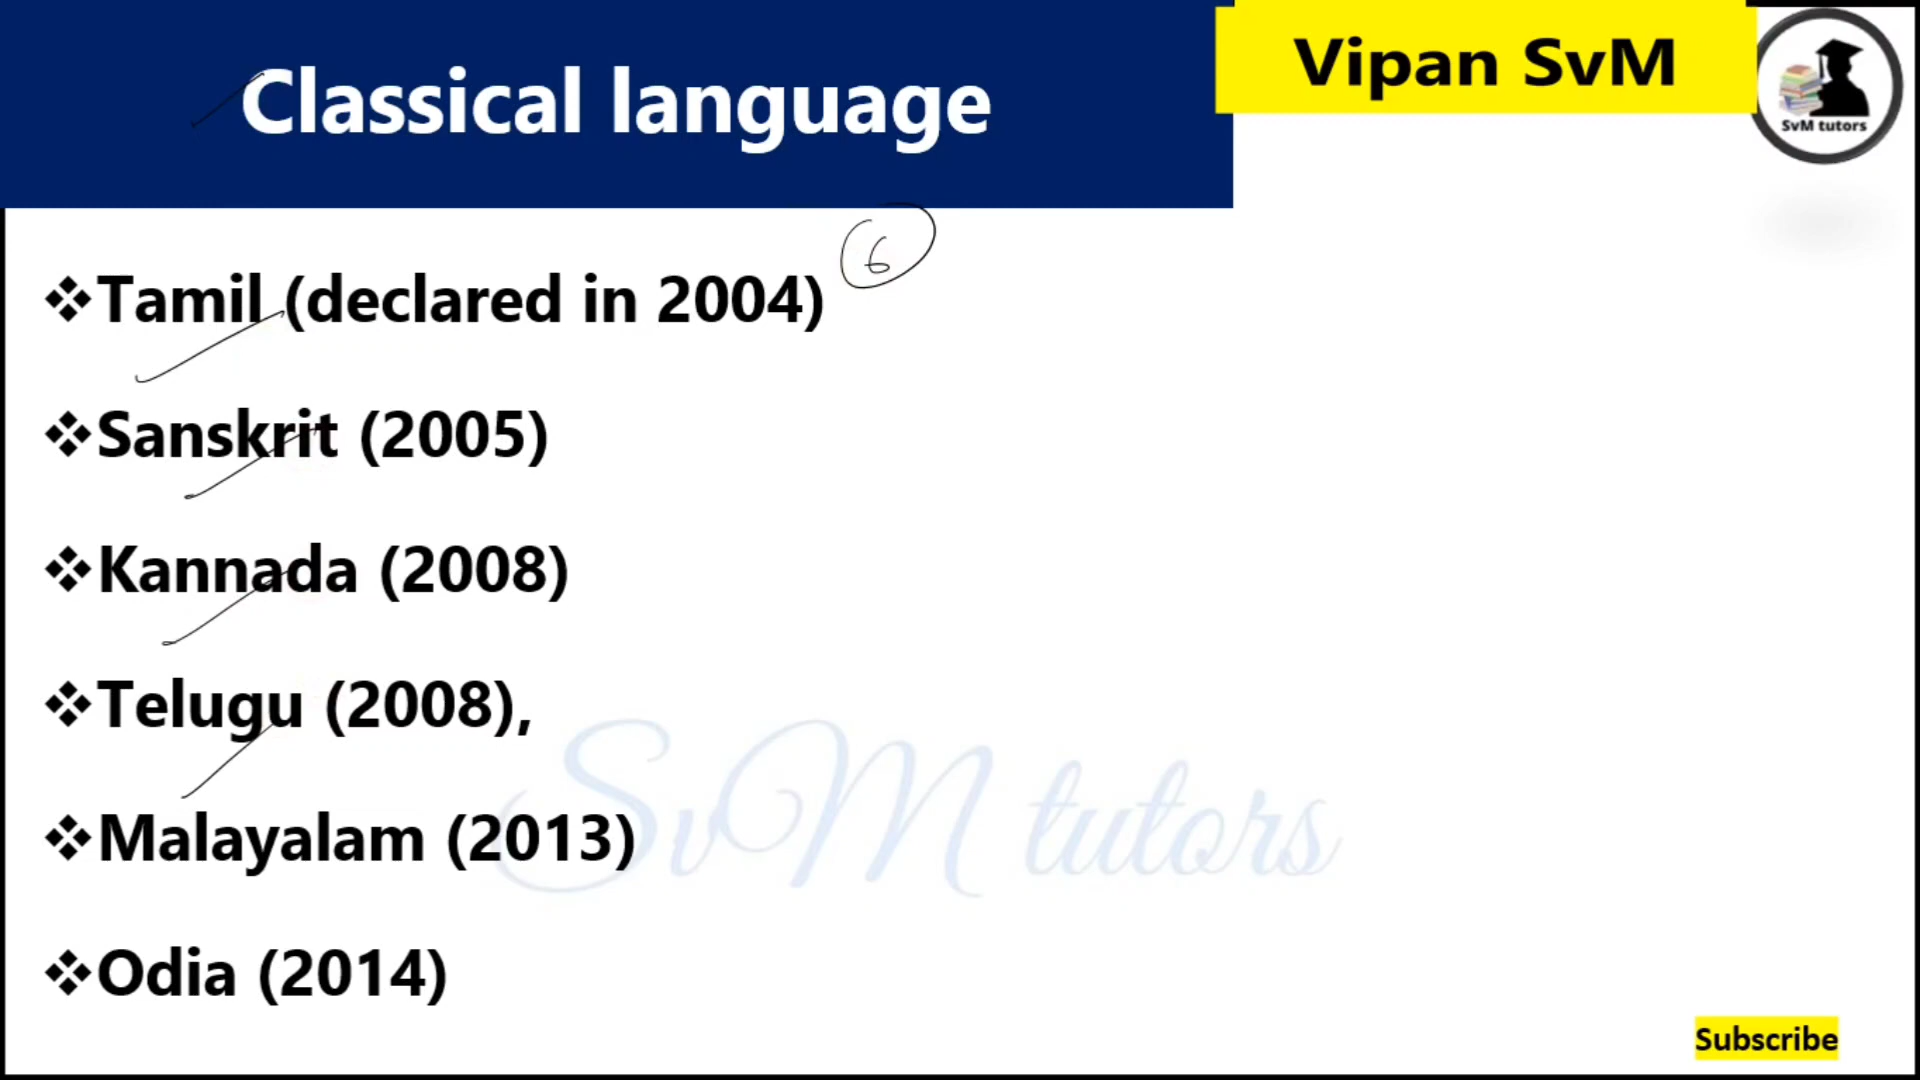 Classical language
Vipan SvM
SvM tutors
6
❖Tamil (declared in 2004)
❖Sanskrit (2005)
❖Kannada (2008)
❖Telugu (2008),
❖Malayalam (2013)
❖Odia (2014)
SvM tutors
Subscribe